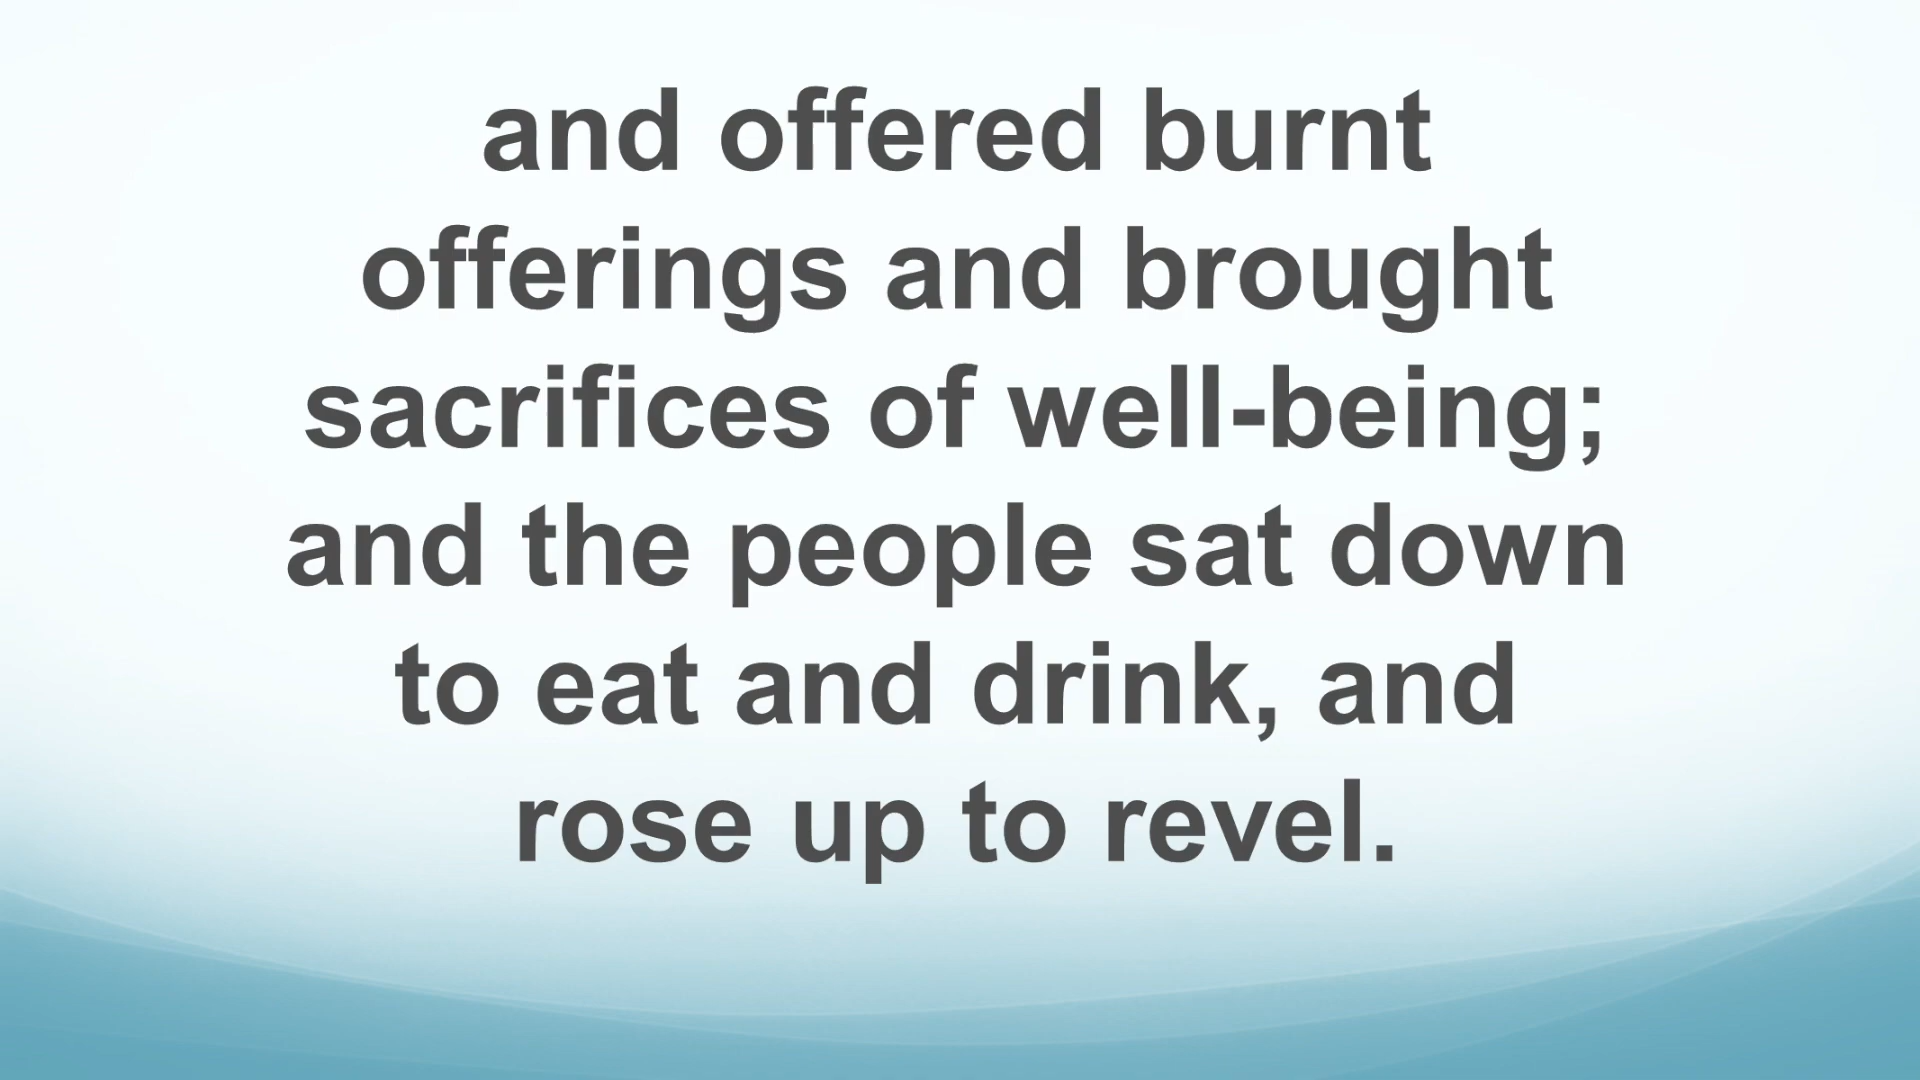 and offered burnt
offerings and brought
sacrifices of well-being;
and the people sat down
to eat and drink, and
rose up to revel.